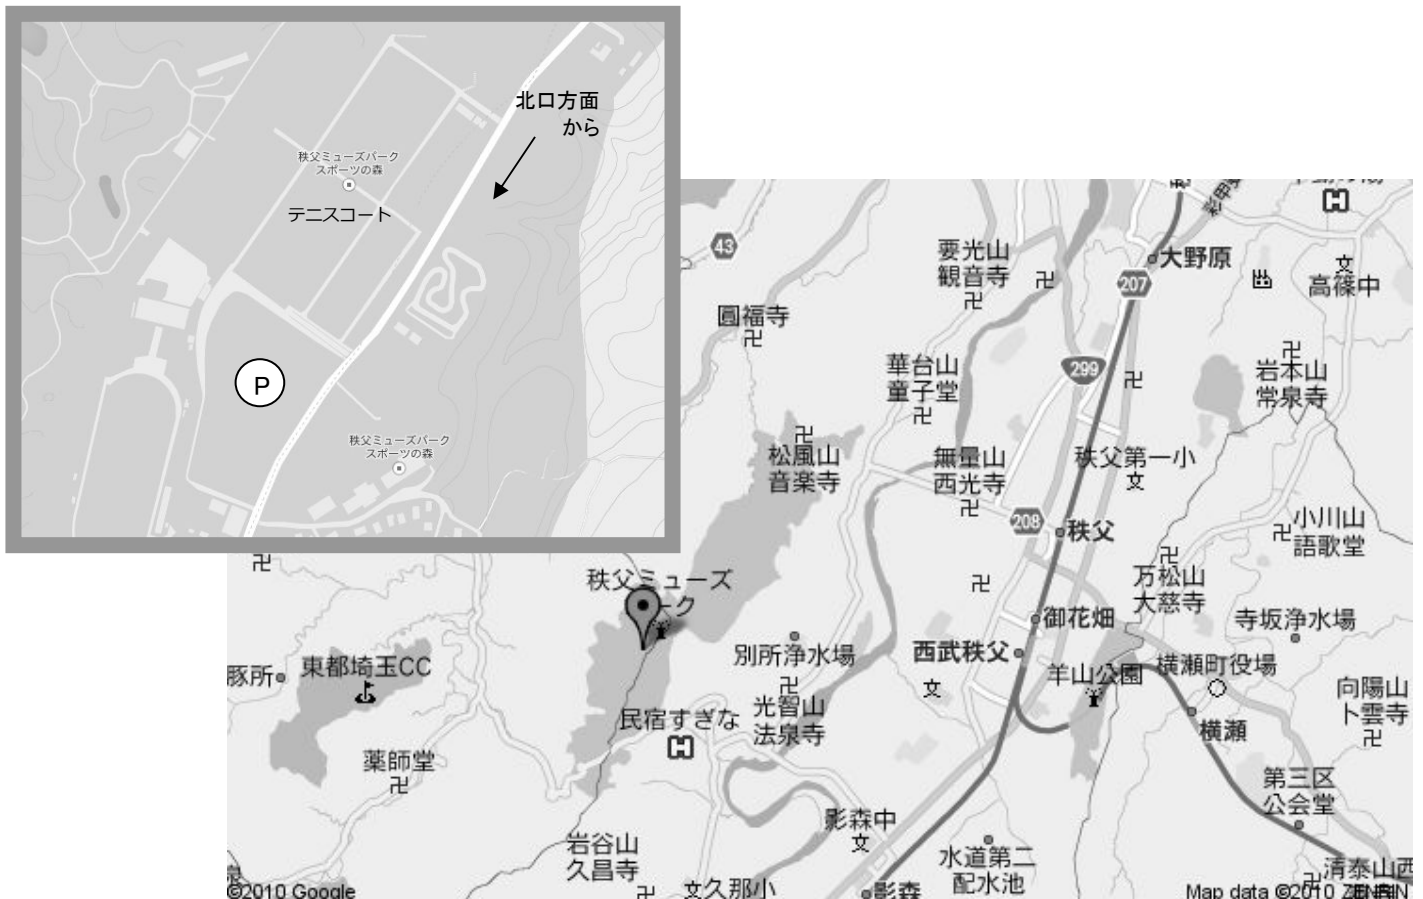 北口方面
から
秩父ミューズパーク
スポーツの森
テニスコート
P
秩父ミューズパーク
スポーツの森
43
要光山
観音寺
大野原
207
高篠中
圓福寺
華台山
童子堂
299
岩本山
常泉寺
松風山
音楽寺
無量山
西光寺
秩父第一小
208
秩父
小川山
語歌堂
秩父ミューズ
ーク
万松山
大慈寺
御花畑
寺坂浄水場
別所浄水場
西武秩父
羊山公園
横瀬町役場
豚所
東都埼玉CC
向陽山
卜雲寺
民宿すぎな
光智山
法泉寺
横瀬
薬師堂
第三区
公会堂
影森中
岩谷山
久昌寺
水道第二
配水池
清泰山西
久那小
影森
©2010 Google
Map data ©2010 ZENRIN